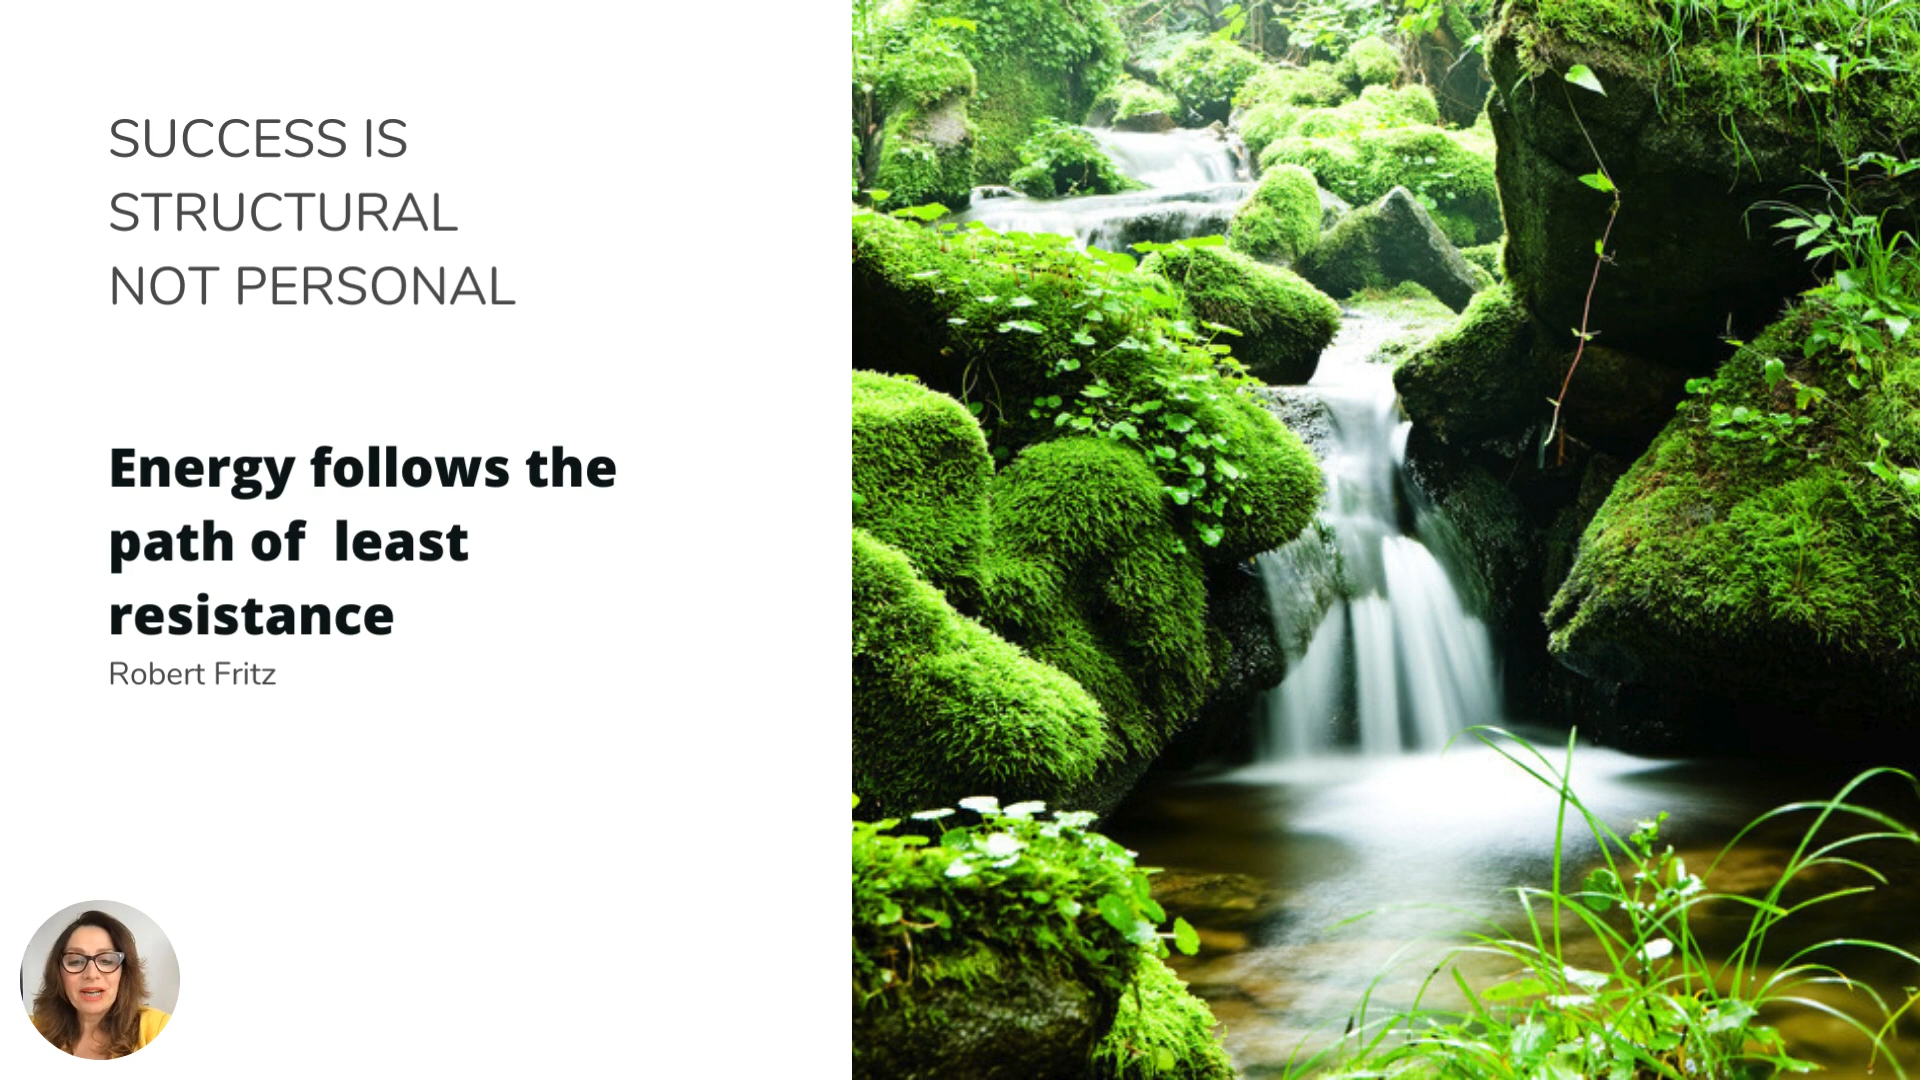 SUCCESS IS
STRUCTURAL
NOT PERSONAL
Energy follows the
path of  least
resistance
Robert Fritz